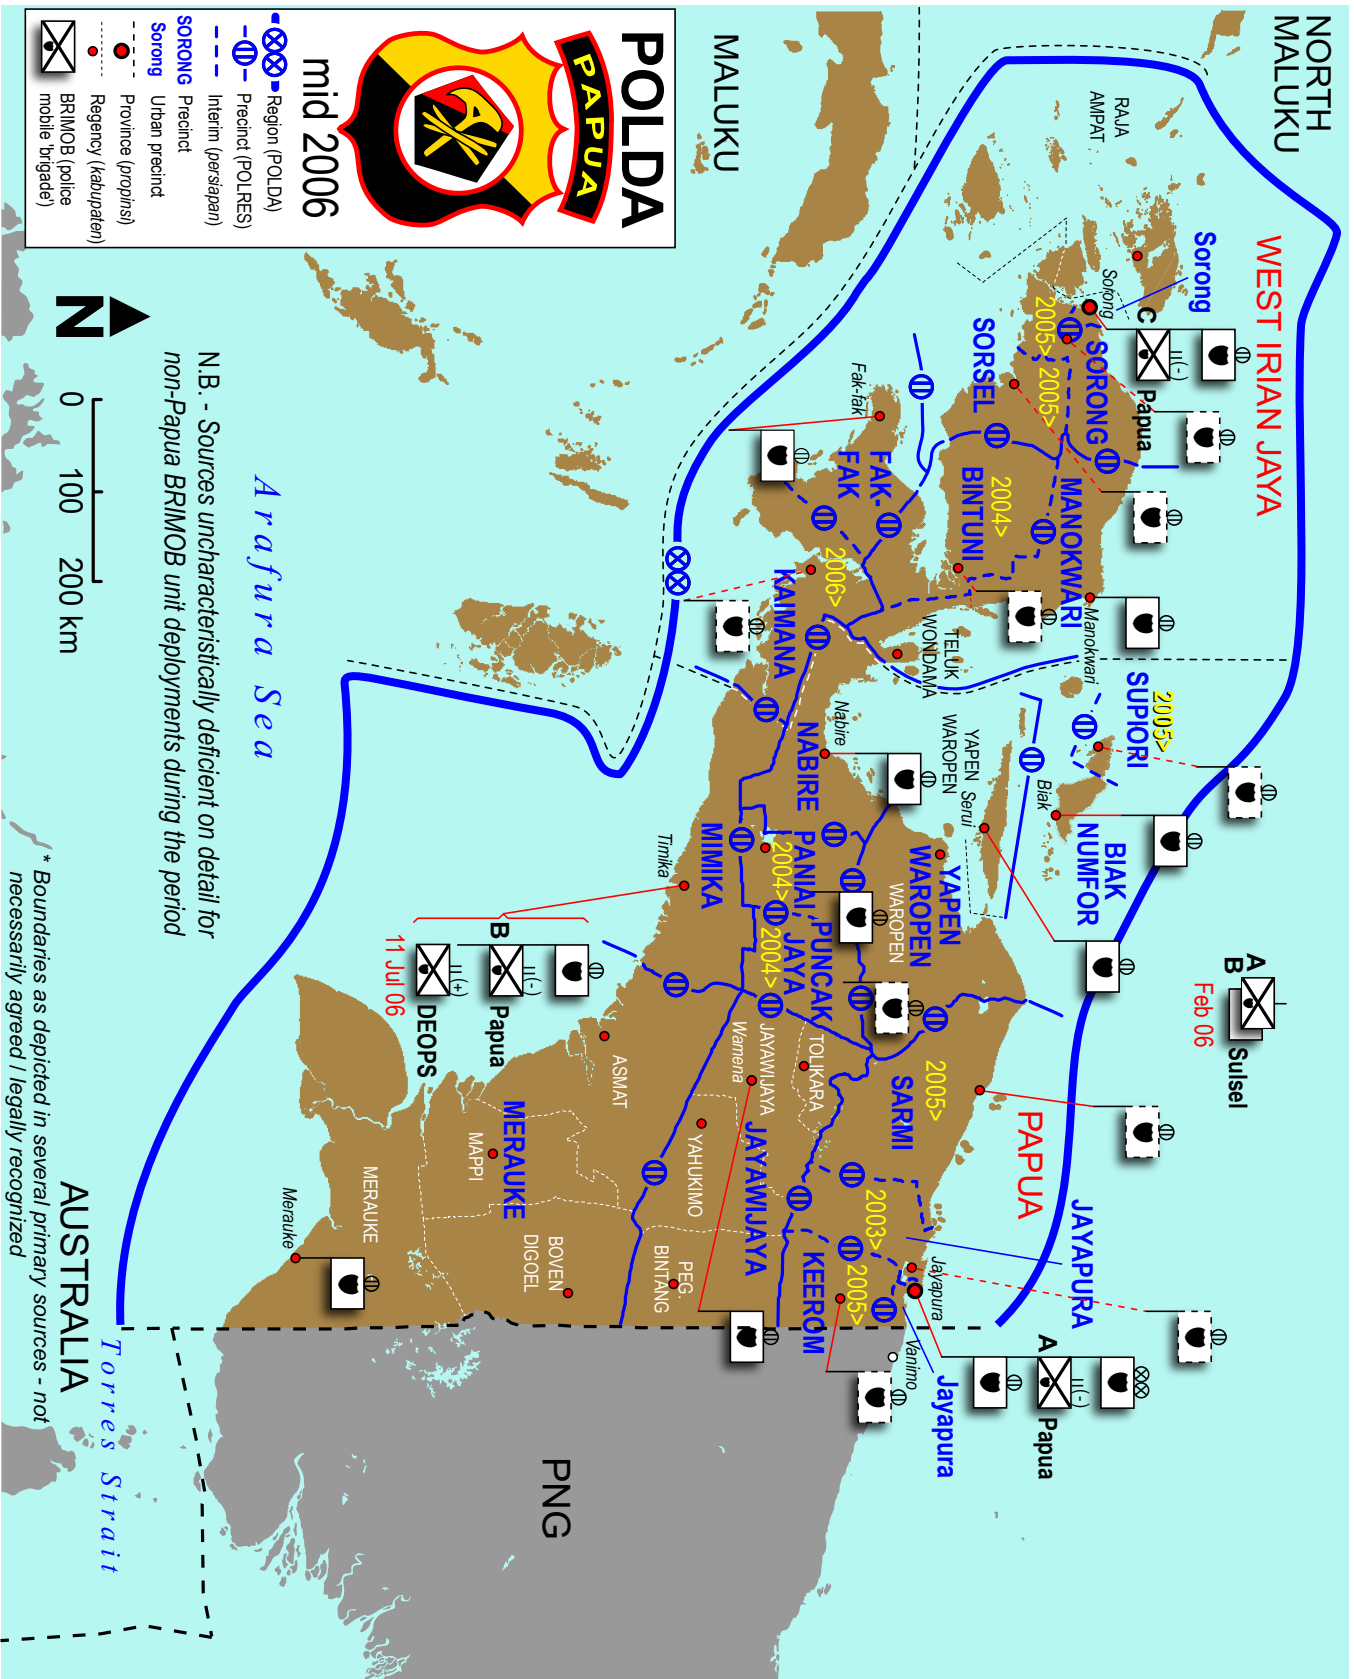 POLDA
PAPUA
mid 2006
Region (POLDA)
Precinct (POLRES)
Interim (persiapan)
SORONG Precinct
Sorong Urban precinct
Province (propinsi)
Regency (kabupaten)
BRIMOB (police
mobile 'brigade')
NORTH
MALUKU
MALUKU
RAJA
AMPAT
WEST IRIAN JAYA
Sorong
Sorong
C
II(-)
Papua
SORONG
2005>
2005>
SORSEL
MANOKWARI
2004>
BINTUNI
Manokwari
Fak-fak
FAK-
FAK
2006>
KAIMANA
TELUK
WONDAMA
2005>
SUPIORI
Biak
BIAK
NUMFOR
YAPEN
WAROPEN
Serui
Nabire
NABIRE
YAPEN
WAROPEN
WAROPEN
PANIAI
2004>
MIMIKA
Timika
PUNCAK
JAYA
2004>
A
B
Sulsel
Feb 06
B
II(-)
Papua
II(+)
DEOPS
11 Jul 06
PAPUA
2005>
SARMI
TOLIKARA
JAYAWIJAYA
Wamena
JAYAWIJAYA
YAHUKIMO
ASMAT
MERAUKE
MAPPI
MERAUKE
Merauke
BOVEN
DIGOEL
PEG.
BINTANG
JAYAPURA
2003>
KEEROM
2005>
Jayapura
Jayapura
Vanimo
A
II(-)
Papua
PNG
Arafura Sea
N
0 100 200 km
N.B. - Sources uncharacteristically deficient on detail for
non-Papua BRIMOB unit deployments during the period
AUSTRALIA
Torres Strait
* Boundaries as depicted in several primary sources - not
necessarily agreed / legally recognized